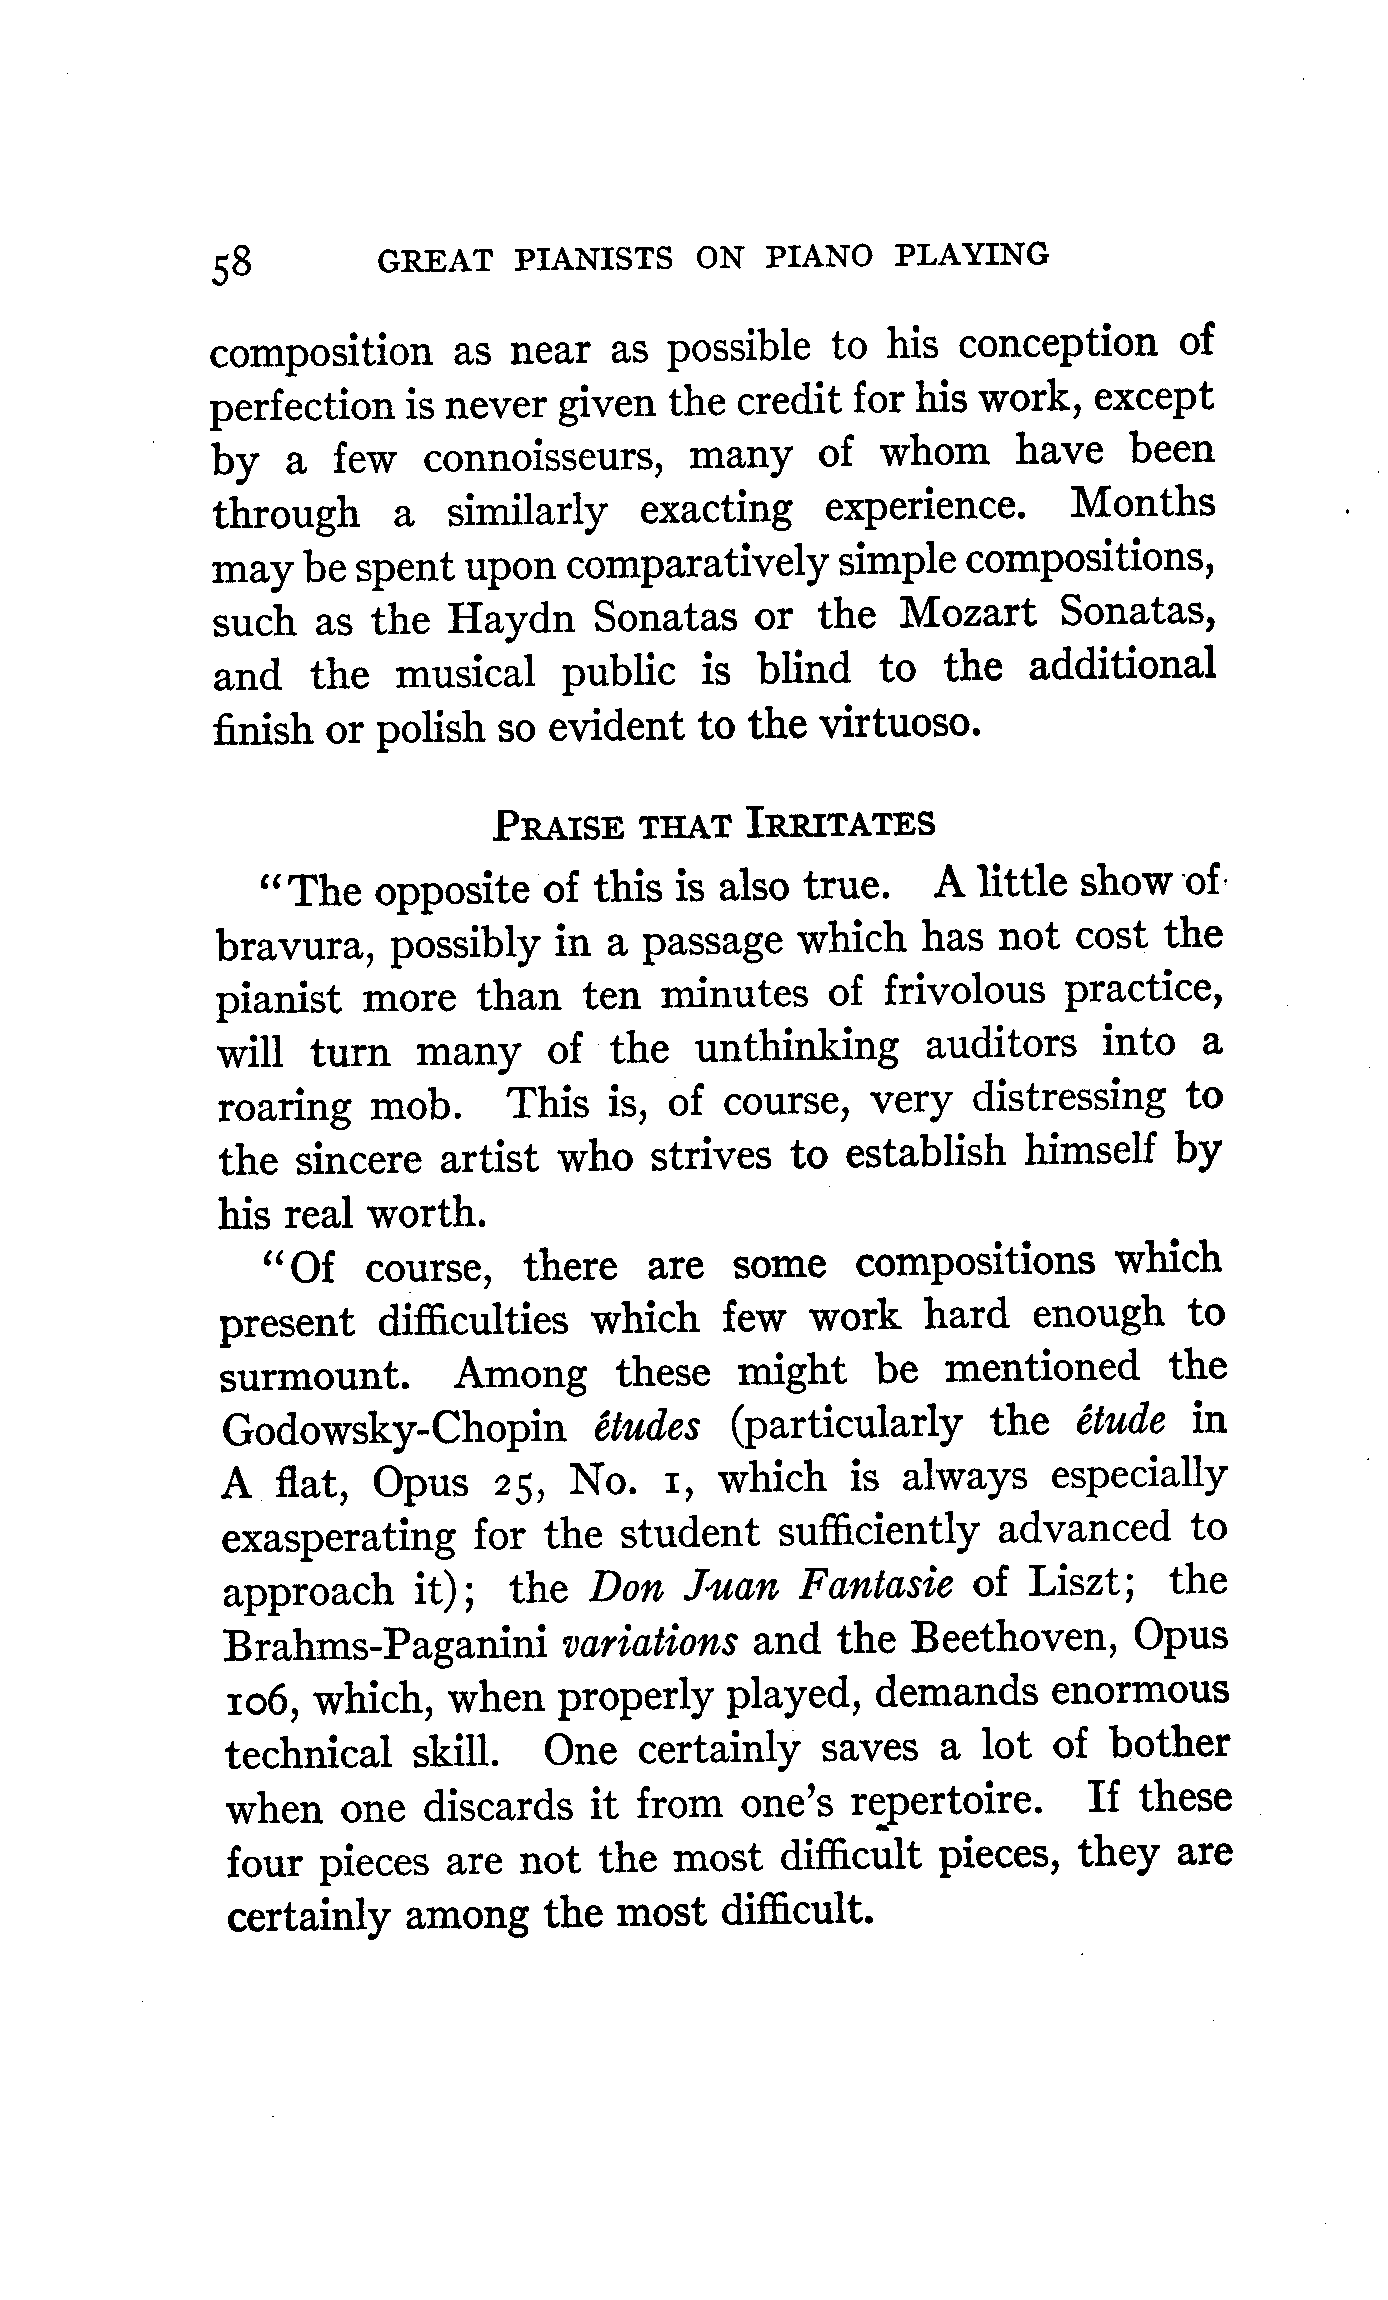 58 GREAT PIANISTS ON PIANO PLAYING
composition as near as possible to his conception of
perfection is never given the credit for his work, except
by a few connoisseurs, many of whom have been
through a similarly exacting experience. Months
may be spent upon comparatively simple compositions,
such as the Haydn Sonatas or the Mozart Sonatas,
and the musical public is blind to the additional
finish or polish so evident to the virtuoso.
PRAISE THAT IRRITATES
"The opposite of this is also true. A little show of
bravura, possibly in a passage which has not cost the
pianist more than ten minutes of frivolous practice,
will turn many of the unthinking auditors into a
roaring mob. This is, of course, very distressing to
the sincere artist who strives to establish himself by
his real worth.
"Of course, there are some compositions which
present difficulties which few work hard enough to
surmount. Among these might be mentioned the
Godowsky-Chopin études (particularly the étude in
A flat, Opus 25, No. 1, which is always especially
exasperating for the student sufficiently advanced to
approach it); the Don Juan Fantasie of Liszt; the
Brahms-Paganini variations and the Beethoven, Opus
106, which, when properly played, demands enormous
technical skill. One certainly saves a lot of bother
when one discards it from one's repertoire. If these
four pieces are not the most difficult pieces, they are
certainly among the most difficult.